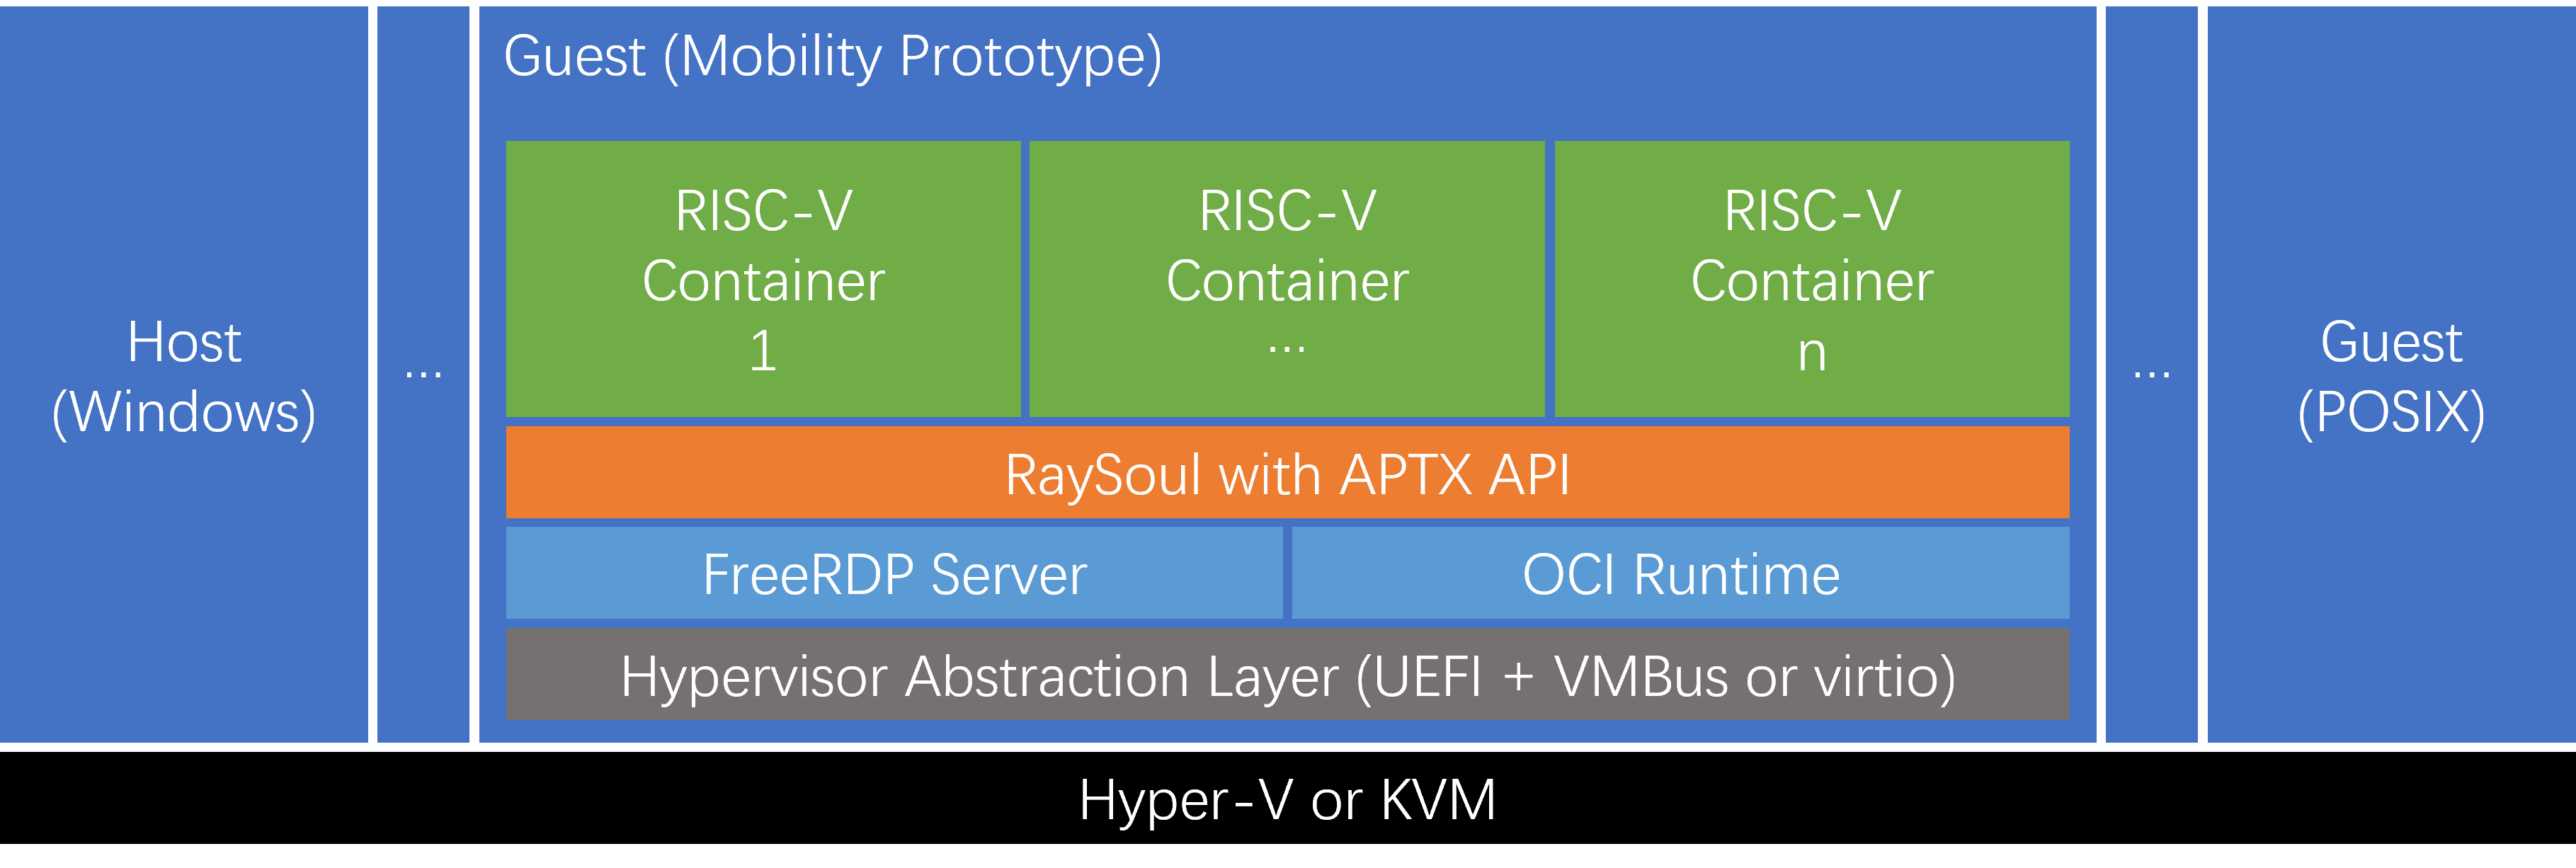 Guest (Mobility Prototype)
Host
(Windows)
...
RISC-V
Container
1
RISC-V
Container
...
RISC-V
Container
n
RaySoul with APTX API
FreeRDP Server
OCI Runtime
Hypervisor Abstraction Layer (UEFI + VMBus or virtio)
...
Guest
(POSIX)
Hyper-V or KVM